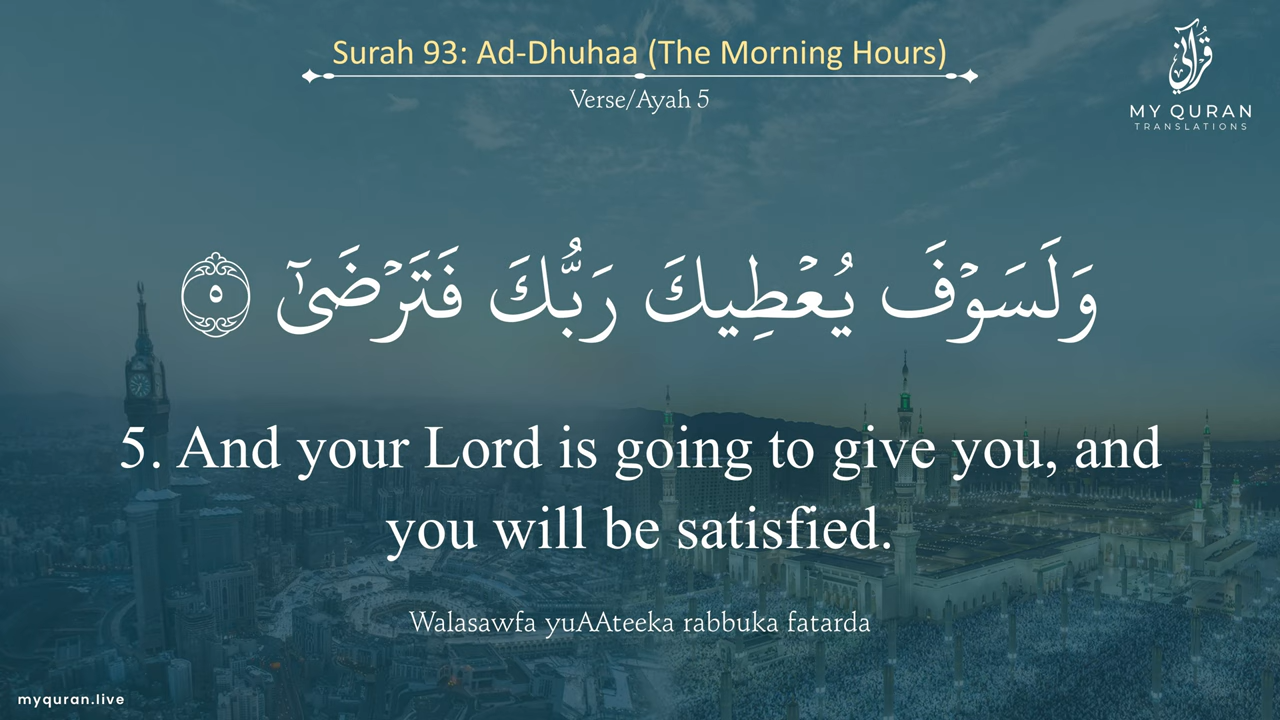 Surah 93: Ad-Dhuhaa (The Morning Hours)
Verse/Ayah 5
قرآني
MY QURAN
TRANSLATIONS
وَلَسَوْفَ يُعْطِيكَ رَبُّكَ فَتَرْضَىٰٓ ٥
5. And your Lord is going to give you, and
you will be satisfied.
Walasawfa yuAAteeka rabbuka fatarda
myquran.live